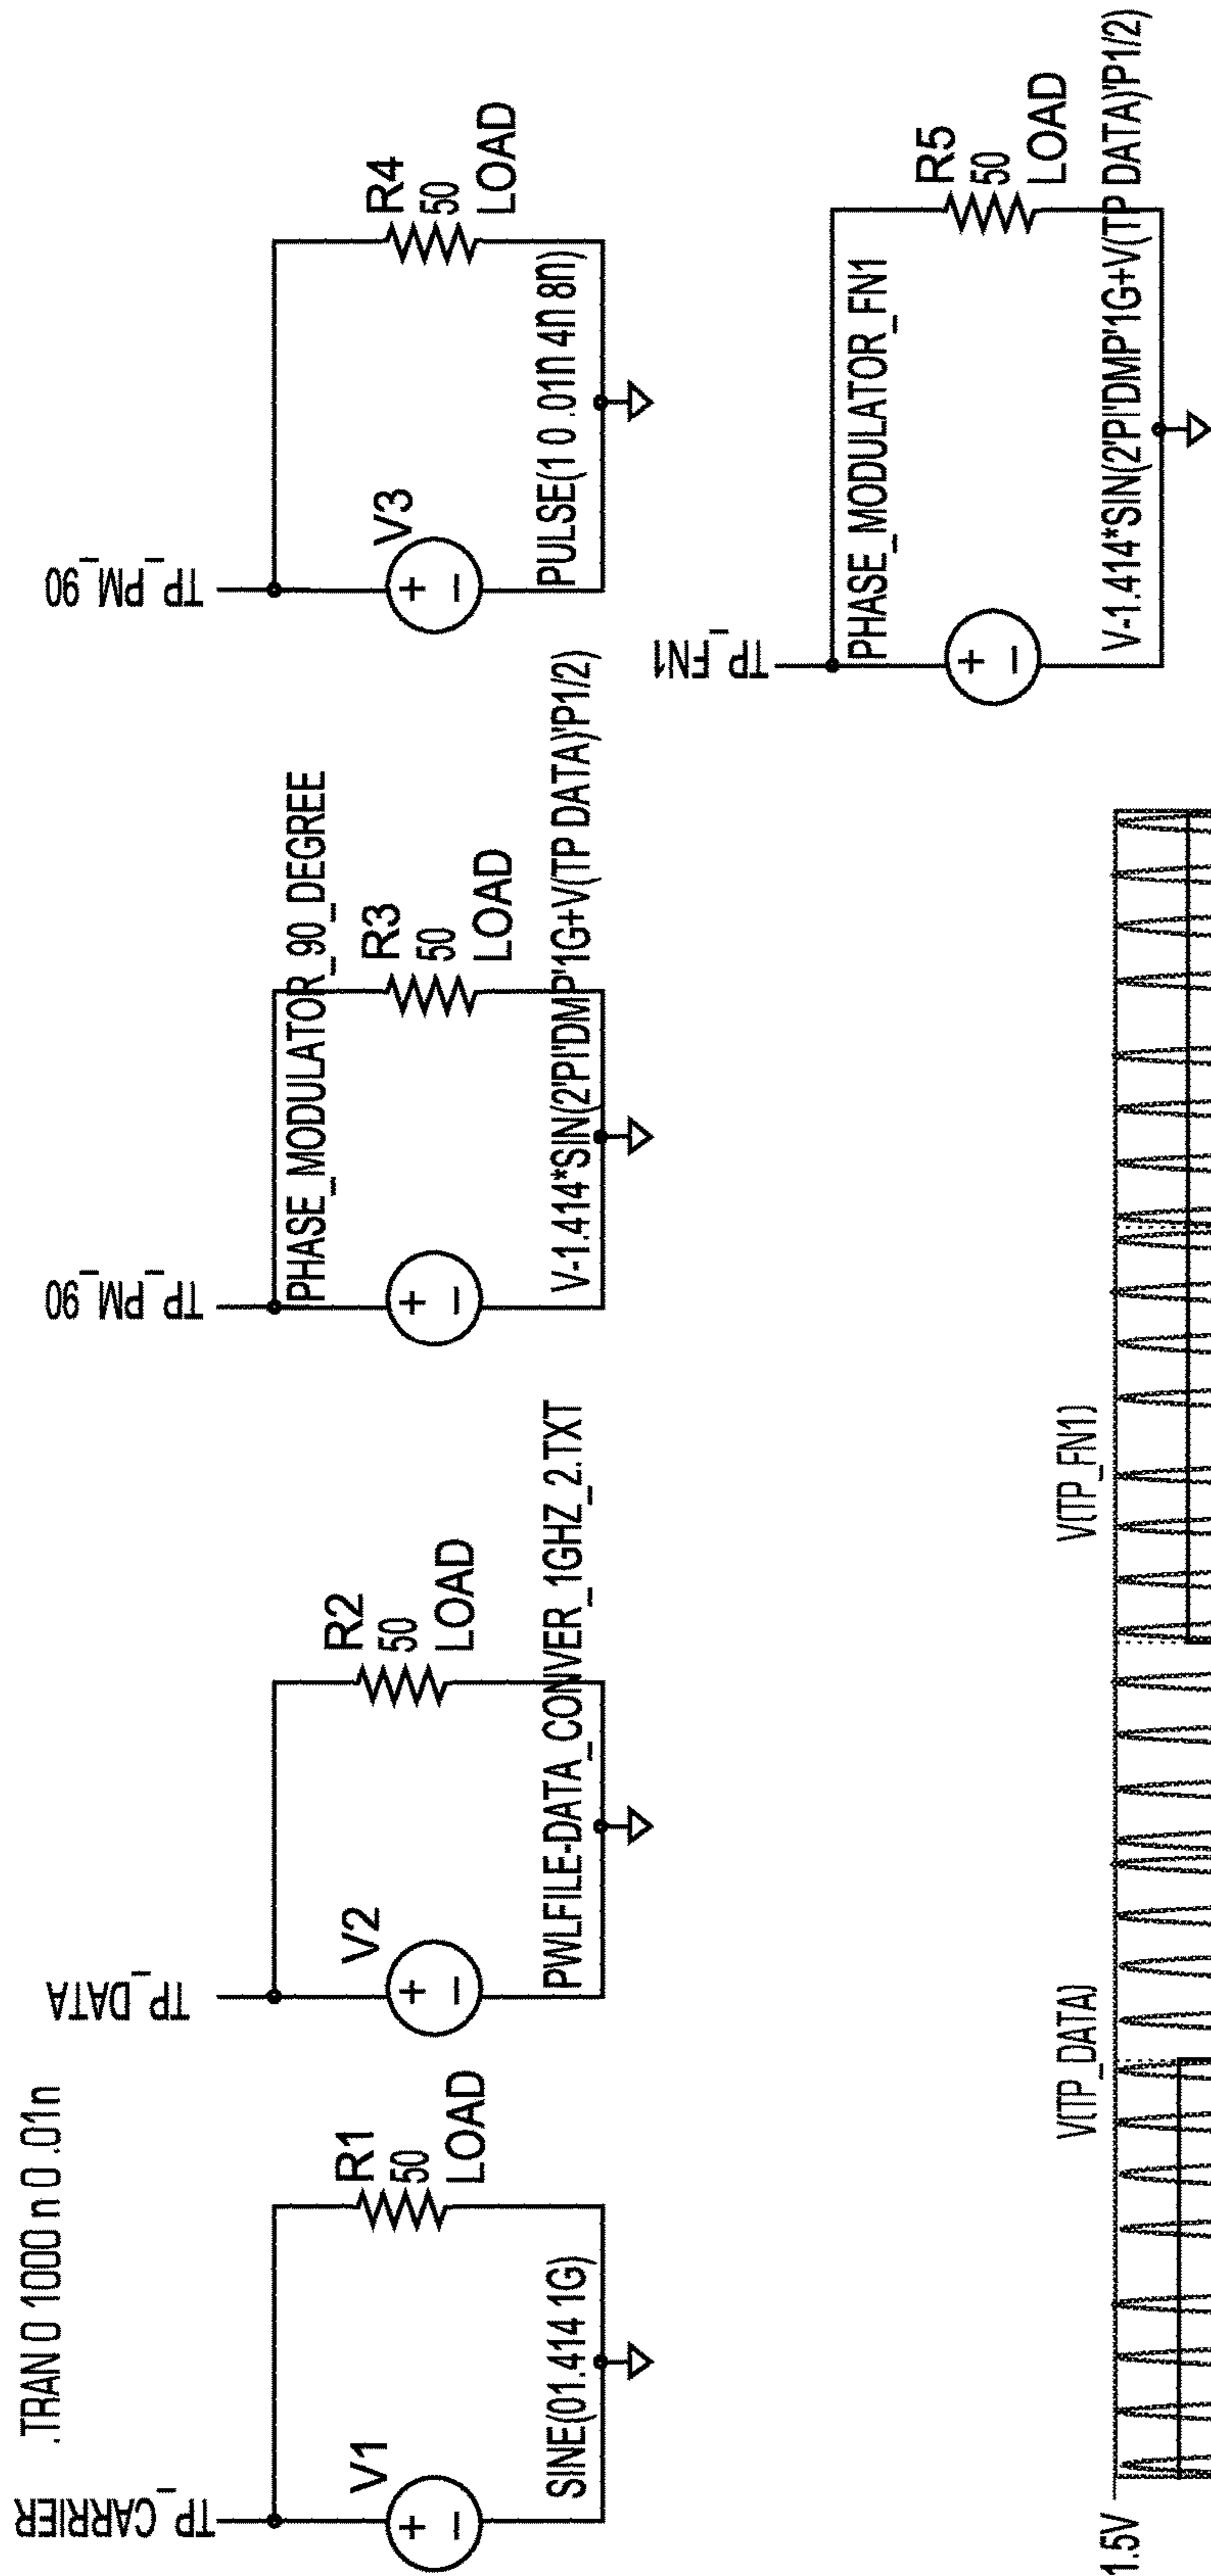 .TRAN 0 1000 n 0 .01n
TP_CARRIER
V1
R1
50
LOAD
SINE(01.414 1G)
TP_DATA
V2
R2
50
LOAD
PWLFILE-DATA_CONVER_1GHZ_2.TXT
TP_PM_90
PHASE_MODULATOR_90_DEGREE
R3
50
LOAD
V-1.414*SIN(2'PI'DMP'1G+V(TP DATA)'P1/2)
TP_PM_90
V3
R4
50
LOAD
PULSE(1 0 .01n 4n 8n)
TP_FN1
PHASE_MODULATOR_FN1
R5
50
LOAD
V-1.414*SIN(2'PI'DMP'1G+V(TP DATA)'P1/2)
V(TP_DATA)
V(TP_FN1)
1.5V